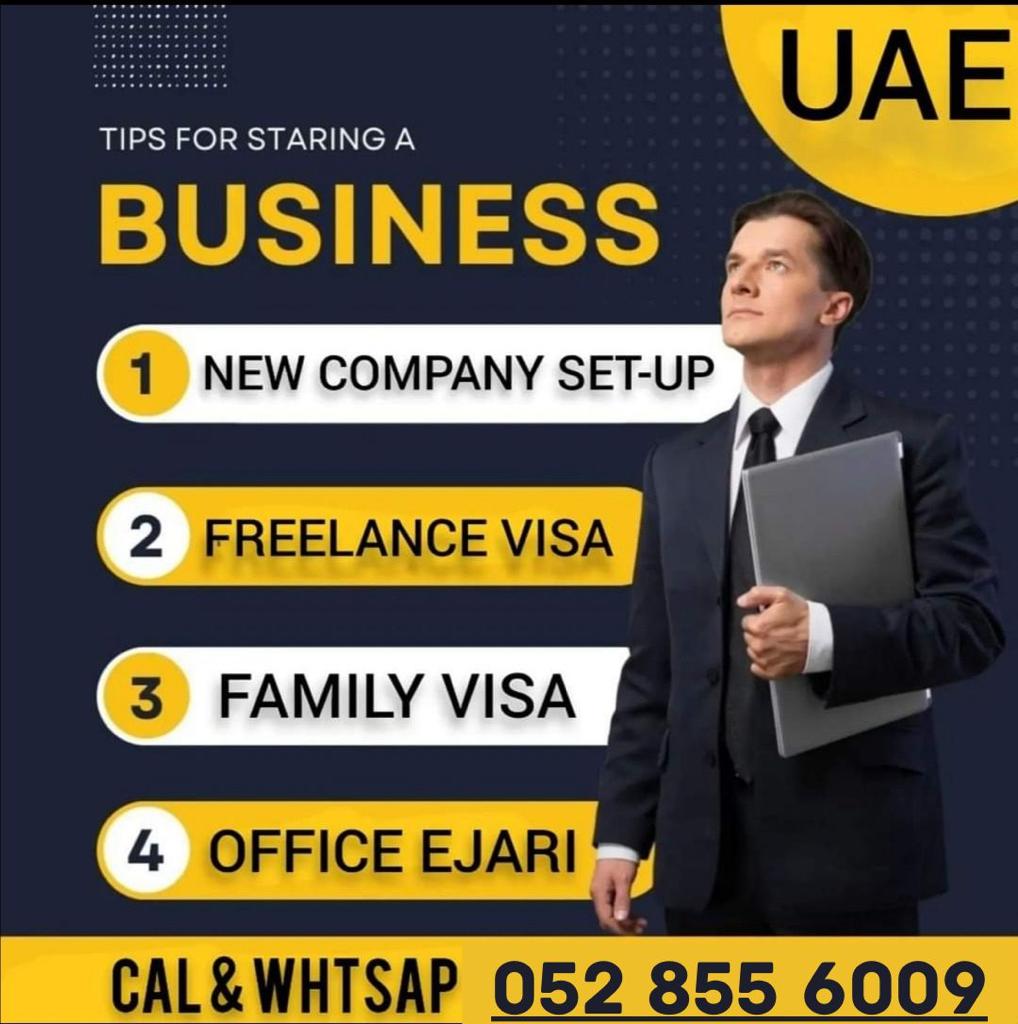 UAE
TIPS FOR STARING A
BUSINESS
1 NEW COMPANY SET-UP
2 FREELANCE VISA
3 FAMILY VISA
4 OFFICE EJARI
CAL & WHTSAP 052 855 6009